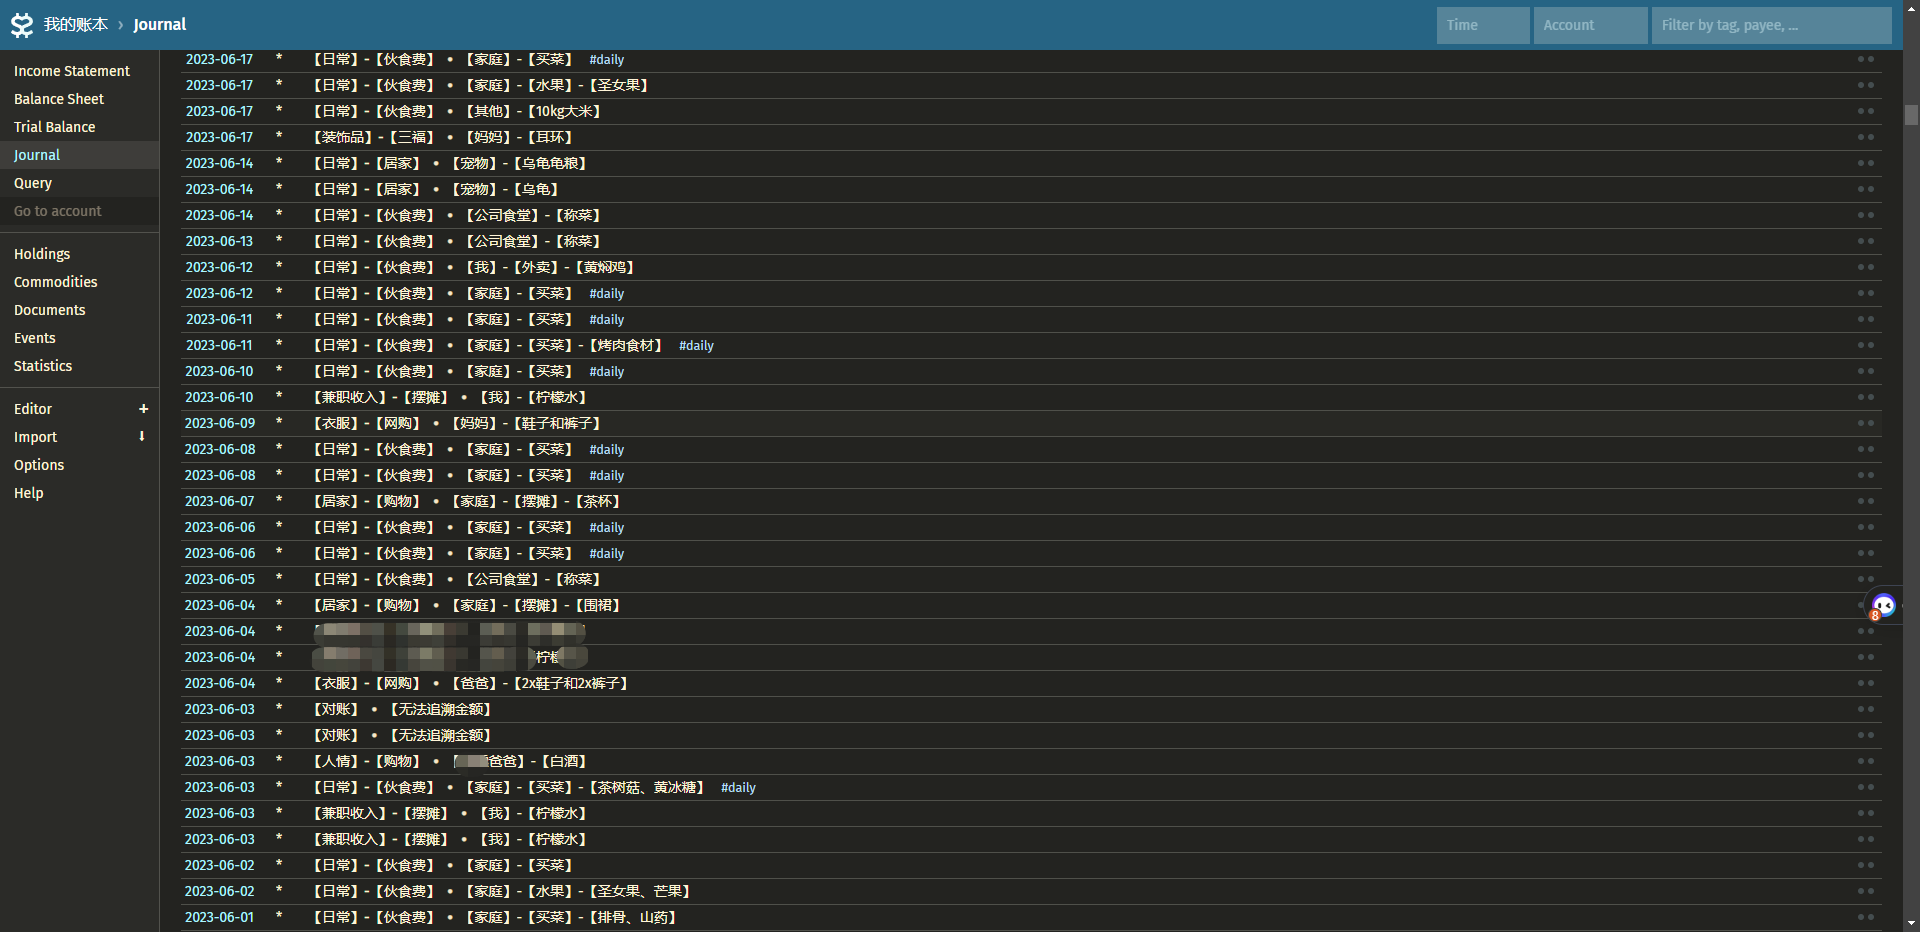 我的账本 › Journal
Time
Account
Filter by tag, payee, ...
Income Statement
Balance Sheet
Trial Balance
Journal
Query
Go to account
Holdings
Commodities
Documents
Events
Statistics
Editor +
Import
Options
Help
2023-06-17 * 【日常】-【伙食费】 • 【家庭】-【买菜】 #daily
2023-06-17 * 【日常】-【伙食费】 • 【家庭】-【水果】-【圣女果】
2023-06-17 * 【日常】-【伙食费】 • 【其他】-【10kg大米】
2023-06-17 * 【装饰品】-【三福】 • 【妈妈】-【耳环】
2023-06-14 * 【日常】-【居家】 • 【宠物】-【乌龟龟粮】
2023-06-14 * 【日常】-【居家】 • 【宠物】-【乌龟】
2023-06-14 * 【日常】-【伙食费】 • 【公司食堂】-【称菜】
2023-06-13 * 【日常】-【伙食费】 • 【公司食堂】-【称菜】
2023-06-12 * 【日常】-【伙食费】 • 【我】-【外卖】-【黄焖鸡】
2023-06-12 * 【日常】-【伙食费】 • 【家庭】-【买菜】 #daily
2023-06-11 * 【日常】-【伙食费】 • 【家庭】-【买菜】 #daily
2023-06-11 * 【日常】-【伙食费】 • 【家庭】-【买菜】-【烤肉食材】 #daily
2023-06-10 * 【日常】-【伙食费】 • 【家庭】-【买菜】 #daily
2023-06-10 * 【兼职收入】-【摆摊】 • 【我】-【柠檬水】
2023-06-09 * 【衣服】-【网购】 • 【妈妈】-【鞋子和裤子】
2023-06-08 * 【日常】-【伙食费】 • 【家庭】-【买菜】 #daily
2023-06-08 * 【日常】-【伙食费】 • 【家庭】-【买菜】 #daily
2023-06-07 * 【居家】-【购物】 • 【家庭】-【摆摊】-【茶杯】
2023-06-06 * 【日常】-【伙食费】 • 【家庭】-【买菜】 #daily
2023-06-06 * 【日常】-【伙食费】 • 【家庭】-【买菜】 #daily
2023-06-05 * 【日常】-【伙食费】 • 【公司食堂】-【称菜】
2023-06-04 * 【居家】-【购物】 • 【家庭】-【摆摊】-【围裙】
2023-06-04 *
2023-06-04 * 柠
2023-06-04 * 【衣服】-【网购】 • 【爸爸】-【2x鞋子和2x裤子】
2023-06-03 * 【对账】 • 【无法追溯金额】
2023-06-03 * 【对账】 • 【无法追溯金额】
2023-06-03 * 【人情】-【购物】 • 【爸爸】-【白酒】
2023-06-03 * 【日常】-【伙食费】 • 【家庭】-【买菜】-【茶树菇、黄冰糖】 #daily
2023-06-03 * 【兼职收入】-【摆摊】 • 【我】-【柠檬水】
2023-06-03 * 【兼职收入】-【摆摊】 • 【我】-【柠檬水】
2023-06-02 * 【日常】-【伙食费】 • 【家庭】-【买菜】
2023-06-02 * 【日常】-【伙食费】 • 【家庭】-【水果】-【圣女果、芒果】
2023-06-01 * 【日常】-【伙食费】 • 【家庭】-【买菜】-【排骨、山药】
8